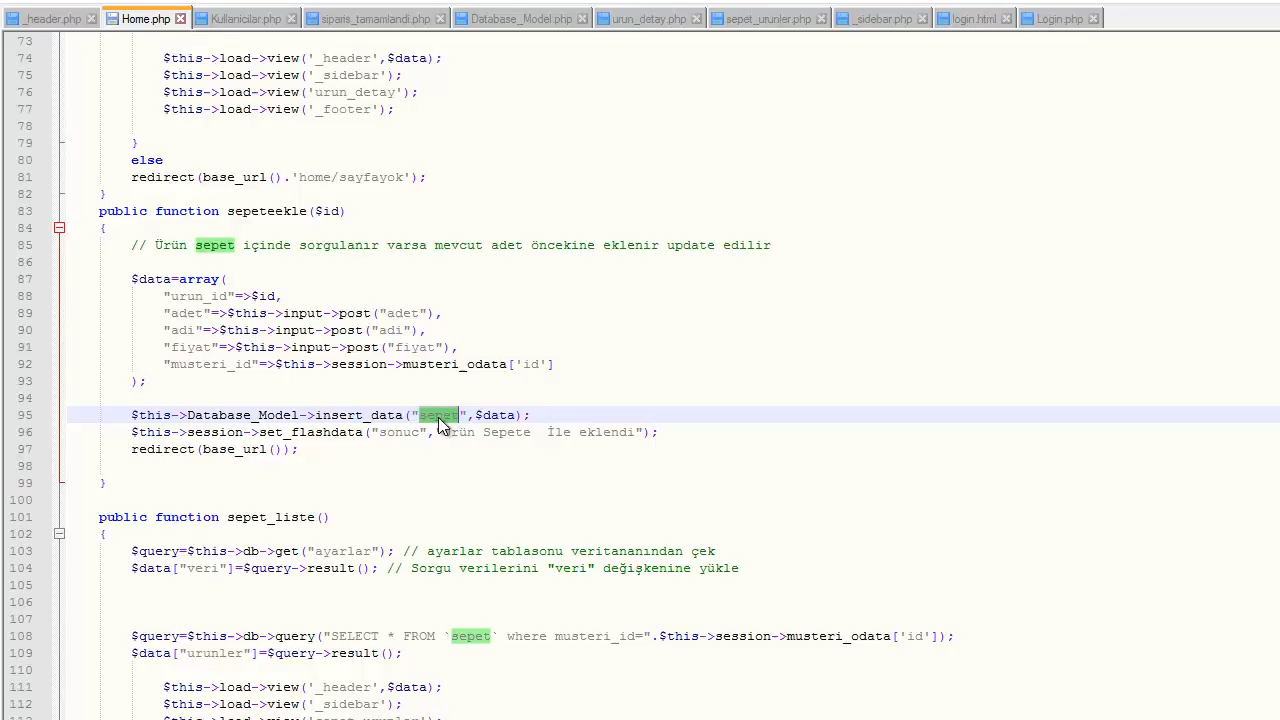 _header.php Home.php Kullanicilar.php siparis_tamamlandi.php Database_Model.php urun_detay.php sepet_urunler.php _sidebar.php login.html Login.php
73
74 $this->load->view('_header',$data);
75 $this->load->view('_sidebar');
76 $this->load->view('urun_detay');
77 $this->load->view('_footer');
78
79 }
80 else
81 redirect(base_url().'home/sayfayok');
82 }
83 public function sepeteekle($id)
84 {
85 // Ürün sepet içinde sorgulanır varsa mevcut adet öncekine eklenir update edilir
86
87 $data=array(
88 "urun_id"=>$id,
89 "adet"=>$this->input->post("adet"),
90 "adi"=>$this->input->post("adi"),
91 "fiyat"=>$this->input->post("fiyat"),
92 "musteri_id"=>$this->session->musteri_odata['id']
93 );
94
95 $this->Database_Model->insert_data("sepet",$data);
96 $this->session->set_flashdata("sonuc", Sepete İle eklendi");
97 redirect(base_url());
98
99 }
100
101 public function sepet_liste()
102 {
103 $query=$this->db->get("ayarlar"); // ayarlar tablasonu veritananından çek
104 $data["veri"]=$query->result(); // Sorgu verilerini "veri" değişkenine yükle
105
106
107
108 $query=$this->db->query("SELECT * FROM `sepet` where musteri_id=".$this->session->musteri_odata['id']);
109 $data["urunler"]=$query->result();
110
111 $this->load->view('_header',$data);
112 $this->load->view('_sidebar');